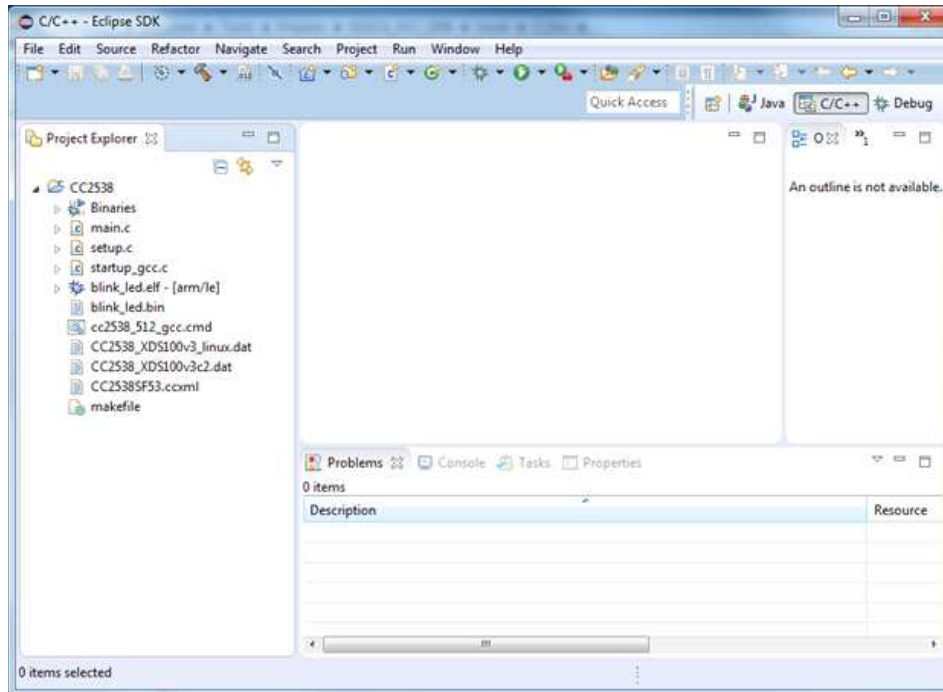 C/C++ - Eclipse SDK
File Edit Source Refactor Navigate Search Project Run Window Help
Quick Access
Java
C/C++
Debug
Project Explorer
CC2538
Binaries
main.c
setup.c
startup_gcc.c
blink_led.elf - [arm/le]
blink_led.bin
cc2538_512_gcc.cmd
CC2538_XDS100v3_linux.dat
CC2538_XDS100v3c2.dat
CC2538SF53.ccxml
makefile
O
An outline is not available.
Problems Console Tasks Properties
0 items
Description Resource
0 items selected